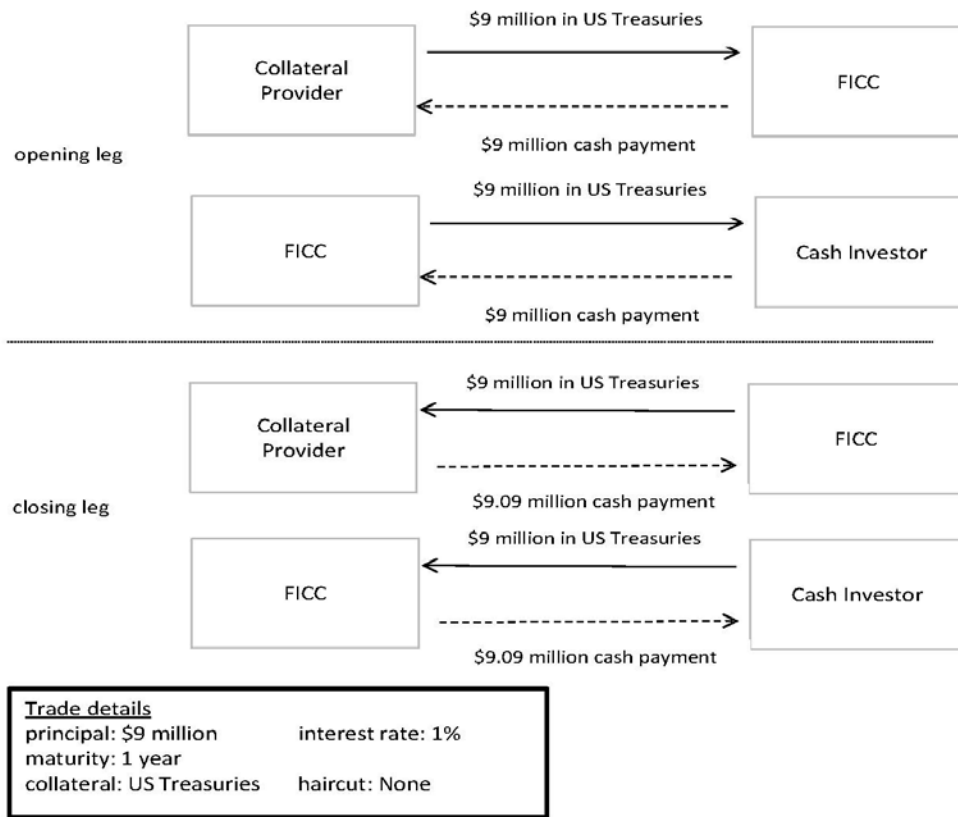 $9 million in US Treasuries
Collateral
Provider
FICC
$9 million cash payment
opening leg
$9 million in US Treasuries
FICC
Cash Investor
$9 million cash payment
$9 million in US Treasuries
Collateral
Provider
FICC
$9.09 million cash payment
closing leg
$9 million in US Treasuries
FICC
Cash Investor
$9.09 million cash payment
Trade details
principal: $9 million interest rate: 1%
maturity: 1 year
collateral: US Treasuries haircut: None